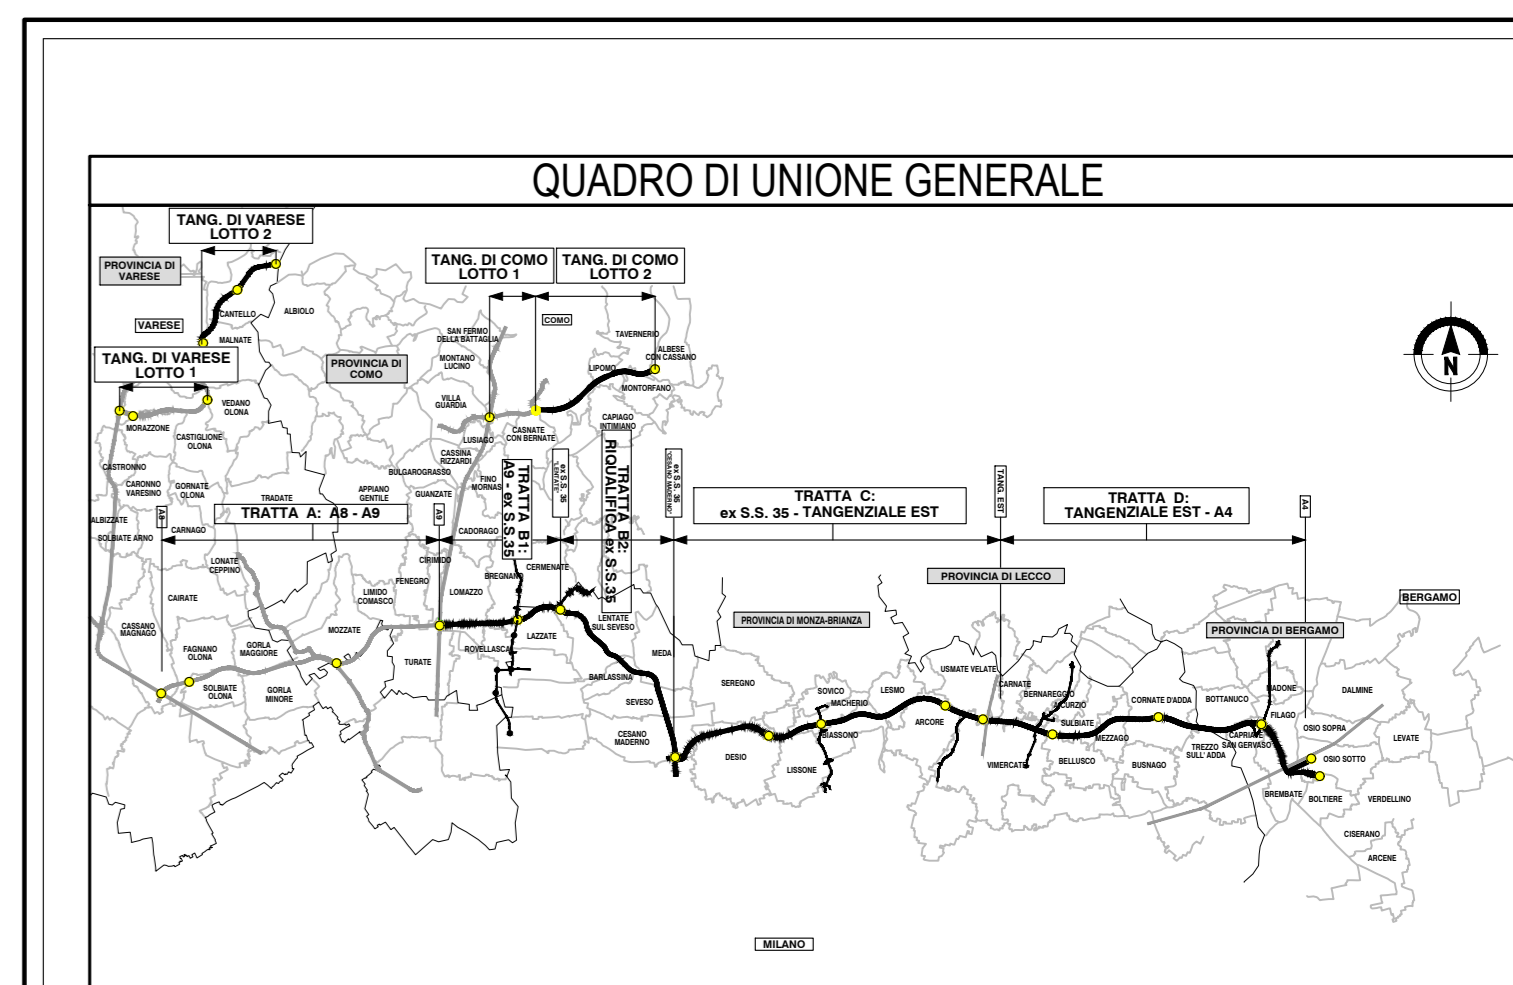 QUADRO DI UNIONE GENERALE
TANG. DI VARESE
LOTTO 2
PROVINCIA DI
VARESE
CANTELLO
ALBIOLO
VARESE
MALNATE
TANG. DI VARESE
LOTTO 1
PROVINCIA DI
COMO
VEDANO
OLONA
MORAZZONE
CASTIGLIONE
OLONA
TANG. DI COMO
LOTTO 1
TANG. DI COMO
LOTTO 2
COMO
SAN FERMO
DELLA BATTAGLIA
MONTANO
LUCINO
TAVERNERIO
ALBESE
CON CASSANO
LIPOMO
MONTORFANO
VILLA
GUARDIA
CAPIAGO
INTIMIANO
LUSIAGO
CASNATE
CON BERNATE
CASSINA
RIZZARDI
BULGAROGRASSO
FINO
MORNAS
GUANZATE
APPIANO
GENTILE
CASTRONNO
CARONNO
VARESINO
GORNATE
OLONA
TRADATE
ALBIZZATE
SOLBIATE ARNO
CARNAGO
A8
TRATTA A: A8 - A9
A9
CADORAGO
TRATTA B1:
A9 - ex S.S.35
ex S.S. 35
"LENTATE"
TRATTA B2:
RIQUALIFICA ex S.S.35
ex S.S. 35
"CESANO MADERNO"
TRATTA C:
ex S.S. 35 - TANGENZIALE EST
TANG. EST
TRATTA D:
TANGENZIALE EST - A4
A4
N
LONATE
CEPPINO
CIRIMIDO
FENEGRO
CERMENATE
BREGNANO
LOMAZZO
LIMIDO
COMASCO
CAIRATE
CASSANO
MAGNAGO
MOZZATE
FAGNANO
OLONA
GORLA
MAGGIORE
SOLBIATE
OLONA
GORLA
MINORE
TURATE
ROVELLASCA
LAZZATE
LENTATE
SUL SEVESO
MEDA
BARLASSINA
SEVESO
CESANO
MADERNO
PROVINCIA DI MONZA-BRIANZA
PROVINCIA DI LECCO
BERGAMO
PROVINCIA DI BERGAMO
SEREGNO
DESIO
LISSONE
SOVICO
MACHERIO
BIASSONO
LESMO
ARCORE
USMATE VELATE
CARNATE
BERNAREGGIO
AICURZIO
SULBIATE
MEZZAGO
VIMERCATE
BELLUSCO
BUSNAGO
CORNATE D'ADDA
BOTTANUCO
TREZZO
SULL' ADDA
MADONE
FILAGO
CAPRIATE
SAN GERVASO
DALMINE
OSIO SOPRA
OSIO SOTTO
LEVATE
BREMBATE
BOLTIERE
VERDELLINO
CISERANO
ARCENE
MILANO